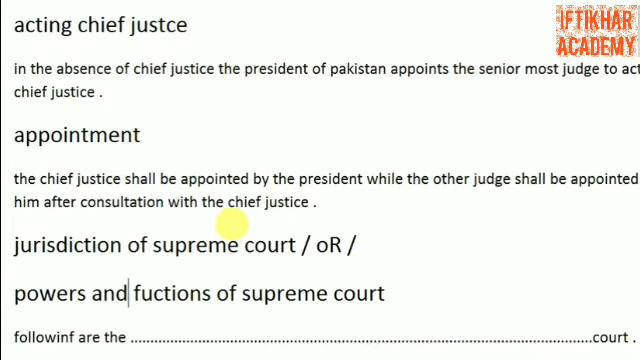 IFTIKHAR
ACADEMY
acting chief justce
in the absence of chief justice the president of pakistan appoints the senior most judge to act
chief justice .
appointment
the chief justice shall be appointed by the president while the other judge shall be appointed
him after consultation with the chief justice .
jurisdiction of supreme court / oR /
powers and fuctions of supreme court
followinf are the ..............................................................................................................court .